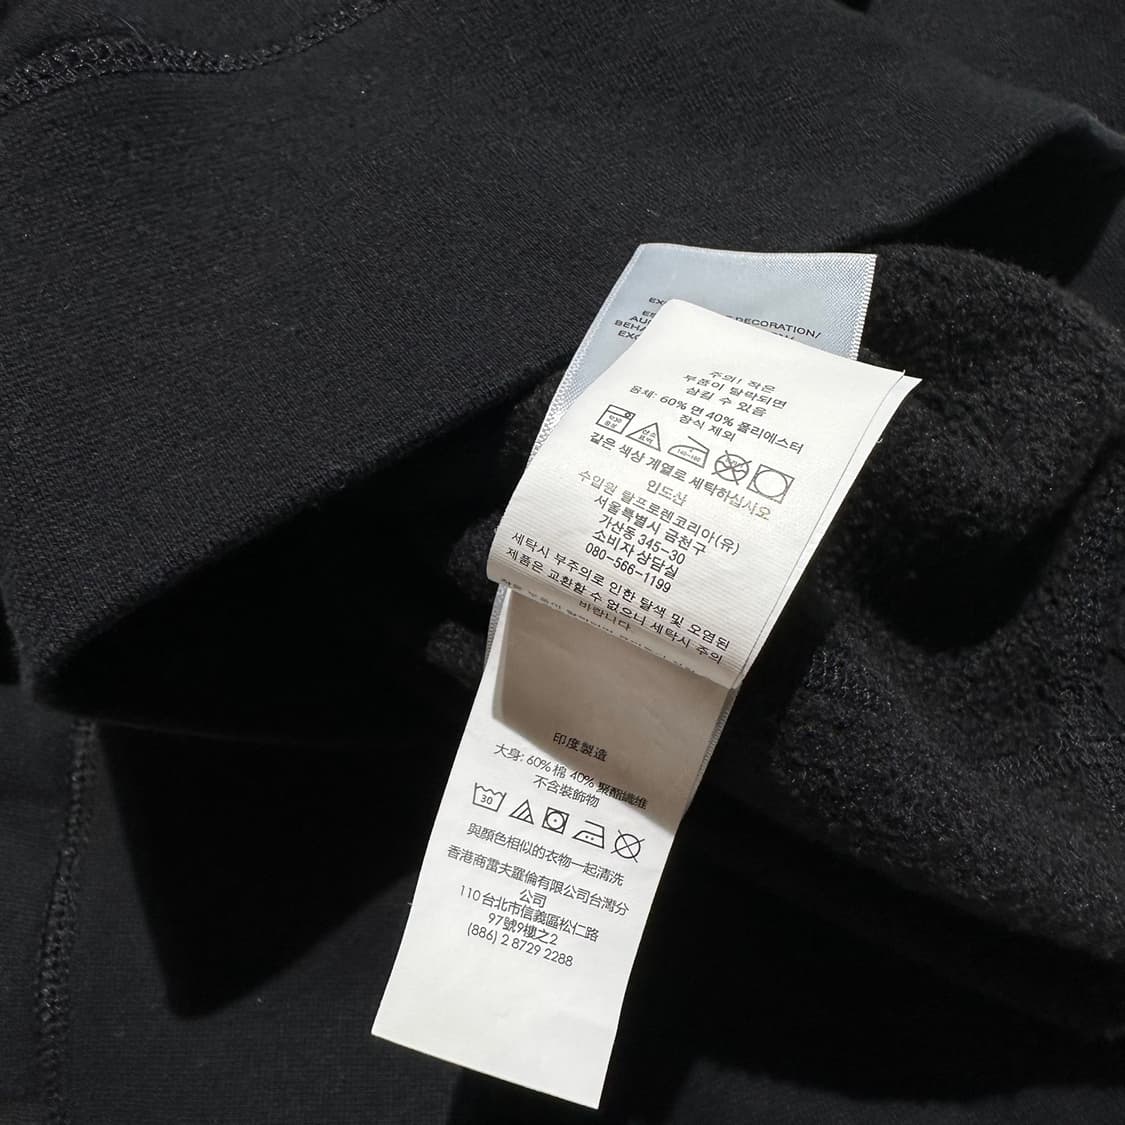 DECORATION/
주의! 작은
부품이 탈락되면
삼킬 수 있음
몸체: 60% 면 40% 폴리에스터
장식 제외
140~160
같은 색상 계열로 세탁하십시오
인도산
수입원 랄프로렌코리아(유)
서울특별시 금천구
가산동 345-30
소비자 상담실
080-566-1199
세탁시 부주의로 인한 탈색 및 오염된
제품은 교환할 수 없으니 세탁시 주의
바랍니다.
印度製造
大身: 60% 棉 40% 聚酯纖維
不含裝飾物
30
與顏色相似的衣物一起清洗
香港商雷夫羅倫有限公司台灣分
公司
110 台北市信義區松仁路
97號9樓之2
(886) 2 8729 2288